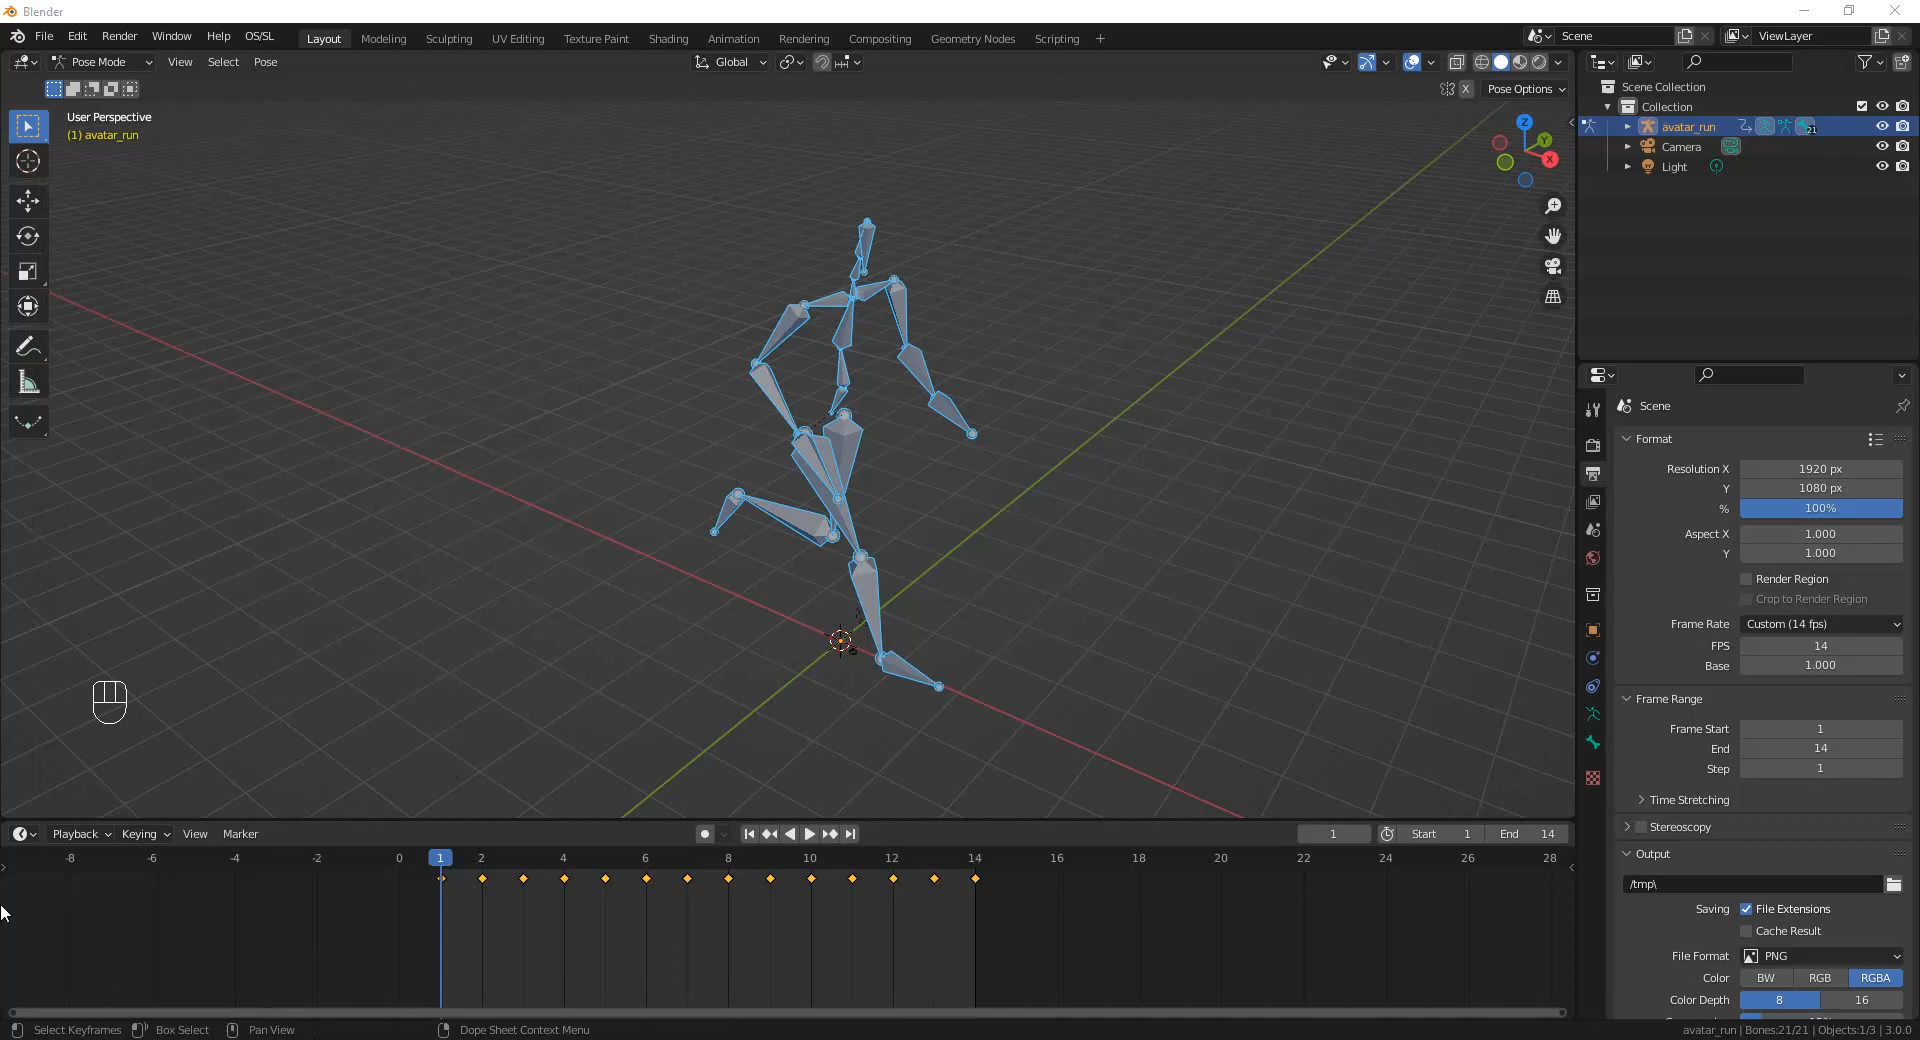 Blender
File Edit Render Window Help OS/SL Layout Modeling Sculpting UV Editing Texture Paint Shading Animation Rendering Compositing Geometry Nodes Scripting + Scene ViewLayer
Pose Mode View Select Pose Global
X Pose Options
User Perspective
(1) avatar_run
Z
Y
X
Scene Collection
Collection
avatar_run 21
Camera
Light
Scene
Format
Resolution X 1920 px
Y 1080 px
% 100%
Aspect X 1.000
Y 1.000
Render Region
Crop to Render Region
Frame Rate Custom (14 fps)
FPS 14
Base 1.000
Frame Range
Frame Start 1
End 14
Step 1
Time Stretching
Stereoscopy
Output
/tmp\
Saving File Extensions
Cache Result
File Format PNG
Color BW RGB RGBA
Color Depth 8 16
Playback Keying View Marker 1 Start 1 End 14
-8 -6 -4 -2 0 1 2 4 6 8 10 12 14 16 18 20 22 24 26 28
Select Keyframes Box Select Pan View Dope Sheet Context Menu avatar_run | Bones:21/21 | Objects:1/3 | 3.0.0